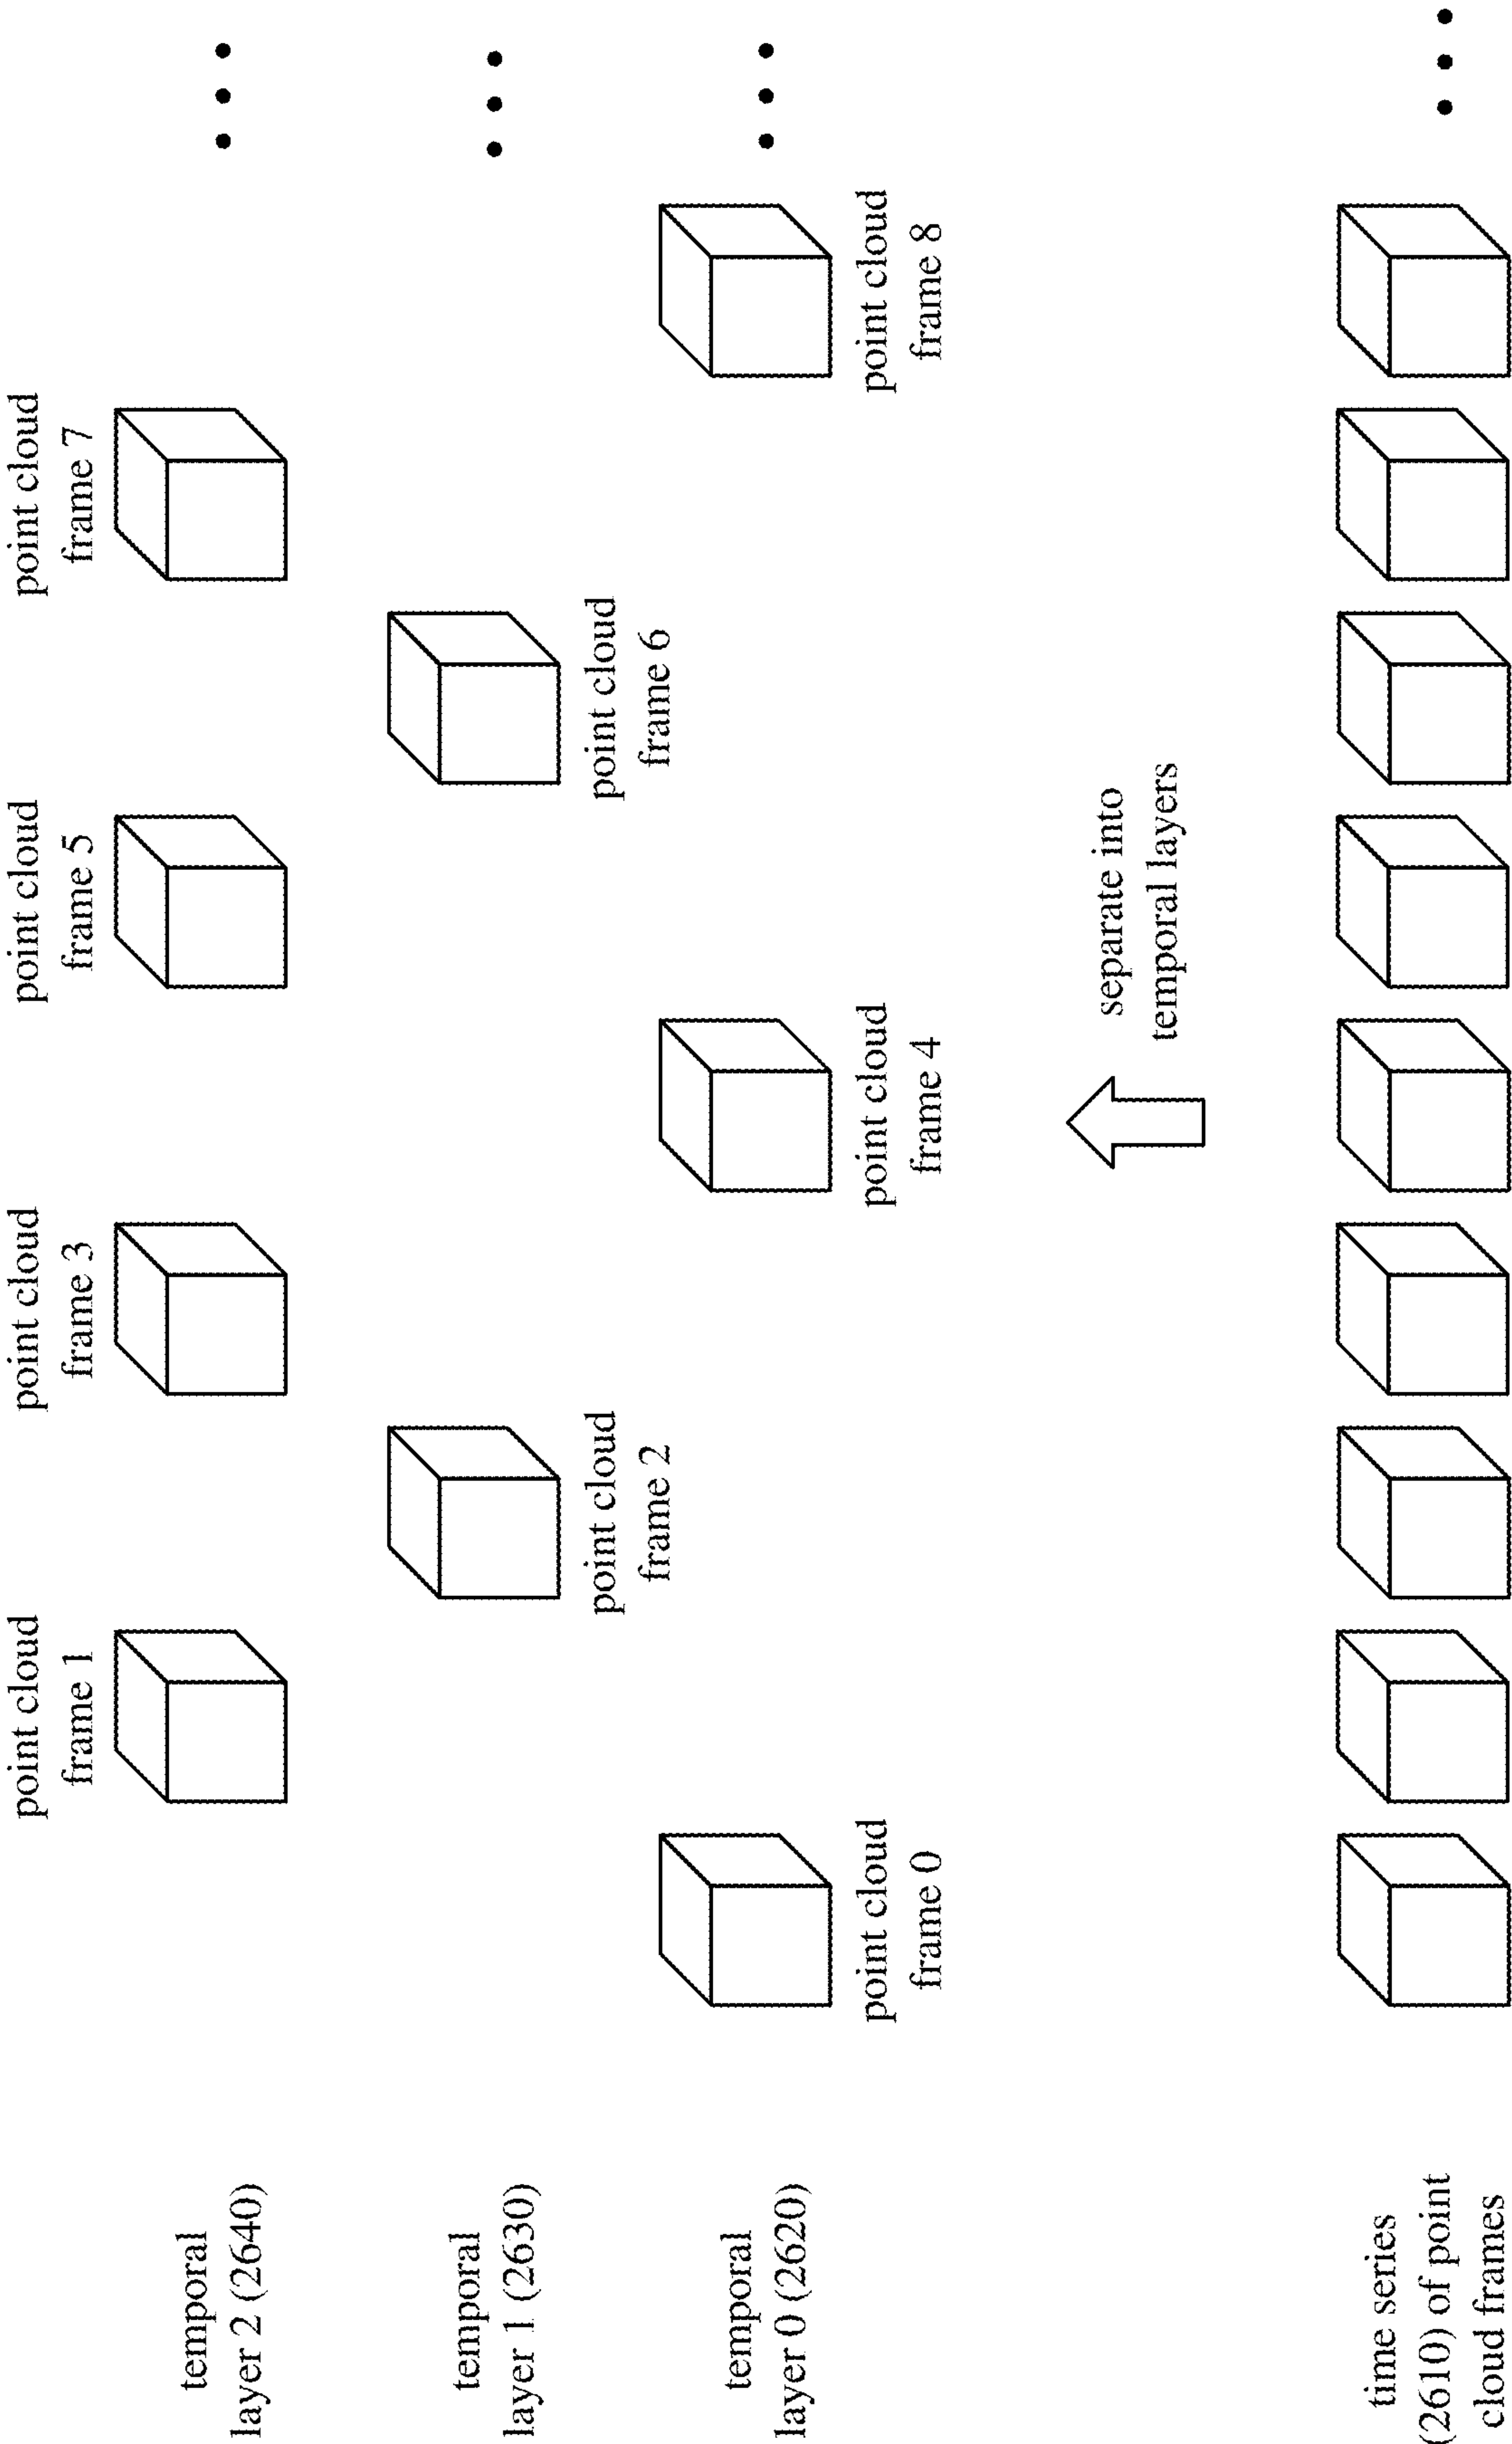 point cloud
frame 1
point cloud
frame 3
point cloud
frame 5
point cloud
frame 7
temporal
layer 2 (2640)
temporal
layer 1 (2630)
point cloud
frame 2
point cloud
frame 6
temporal
layer 0 (2620)
point cloud
frame 0
point cloud
frame 4
point cloud
frame 8
separate into
temporal layers
time series
(2610) of point
cloud frames